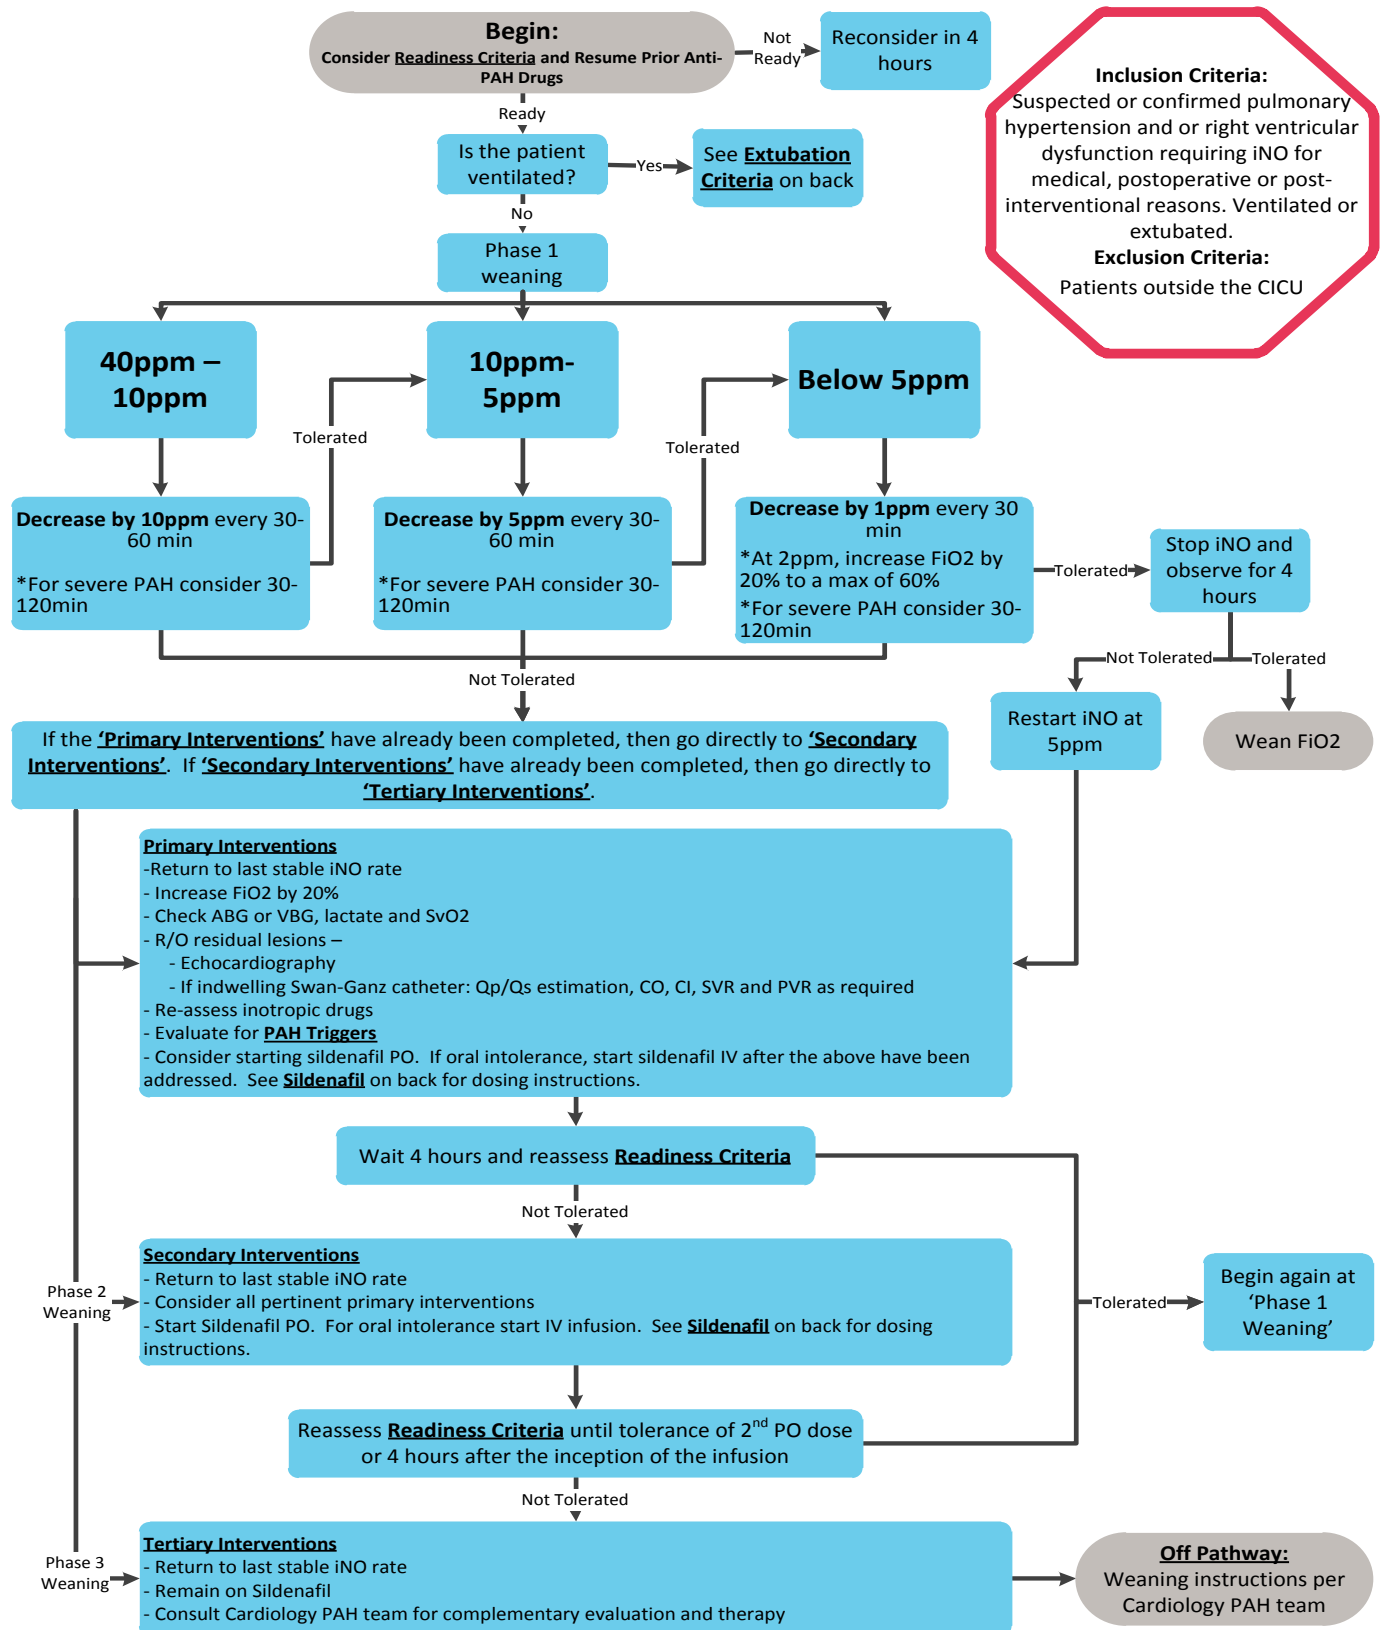 Begin:
Consider Readiness Criteria and Resume Prior Anti-
PAH Drugs
Not
Ready
Reconsider in 4
hours
Inclusion Criteria:
Suspected or confirmed pulmonary
hypertension and or right ventricular
dysfunction requiring iNO for
medical, postoperative or post-
interventional reasons. Ventilated or
extubated.
Exclusion Criteria:
Patients outside the CICU
Ready
Is the patient
ventilated?
Yes
See Extubation
Criteria on back
No
Phase 1
weaning
40ppm –
10ppm
10ppm-
5ppm
Below 5ppm
Tolerated
Tolerated
Decrease by 10ppm every 30-
60 min
*For severe PAH consider 30-
120min
Decrease by 5ppm every 30-
60 min
*For severe PAH consider 30-
120min
Decrease by 1ppm every 30
min
*At 2ppm, increase FiO2 by
20% to a max of 60%
*For severe PAH consider 30-
120min
Tolerated
Stop iNO and
observe for 4
hours
Not Tolerated
Tolerated
Not Tolerated
Restart iNO at
5ppm
Wean FiO2
If the ‘Primary Interventions’ have already been completed, then go directly to ‘Secondary
Interventions’. If ‘Secondary Interventions’ have already been completed, then go directly to
‘Tertiary Interventions’.
Primary Interventions
-Return to last stable iNO rate
- Increase FiO2 by 20%
- Check ABG or VBG, lactate and SvO2
- R/O residual lesions –
- Echocardiography
- If indwelling Swan-Ganz catheter: Qp/Qs estimation, CO, CI, SVR and PVR as required
- Re-assess inotropic drugs
- Evaluate for PAH Triggers
- Consider starting sildenafil PO. If oral intolerance, start sildenafil IV after the above have been
addressed. See Sildenafil on back for dosing instructions.
Wait 4 hours and reassess Readiness Criteria
Not Tolerated
Phase 2
Weaning
Secondary Interventions
- Return to last stable iNO rate
- Consider all pertinent primary interventions
- Start Sildenafil PO. For oral intolerance start IV infusion. See Sildenafil on back for dosing
instructions.
Tolerated
Begin again at
‘Phase 1
Weaning’
Reassess Readiness Criteria until tolerance of 2nd PO dose
or 4 hours after the inception of the infusion
Not Tolerated
Phase 3
Weaning
Tertiary Interventions
- Return to last stable iNO rate
- Remain on Sildenafil
- Consult Cardiology PAH team for complementary evaluation and therapy
Off Pathway:
Weaning instructions per
Cardiology PAH team